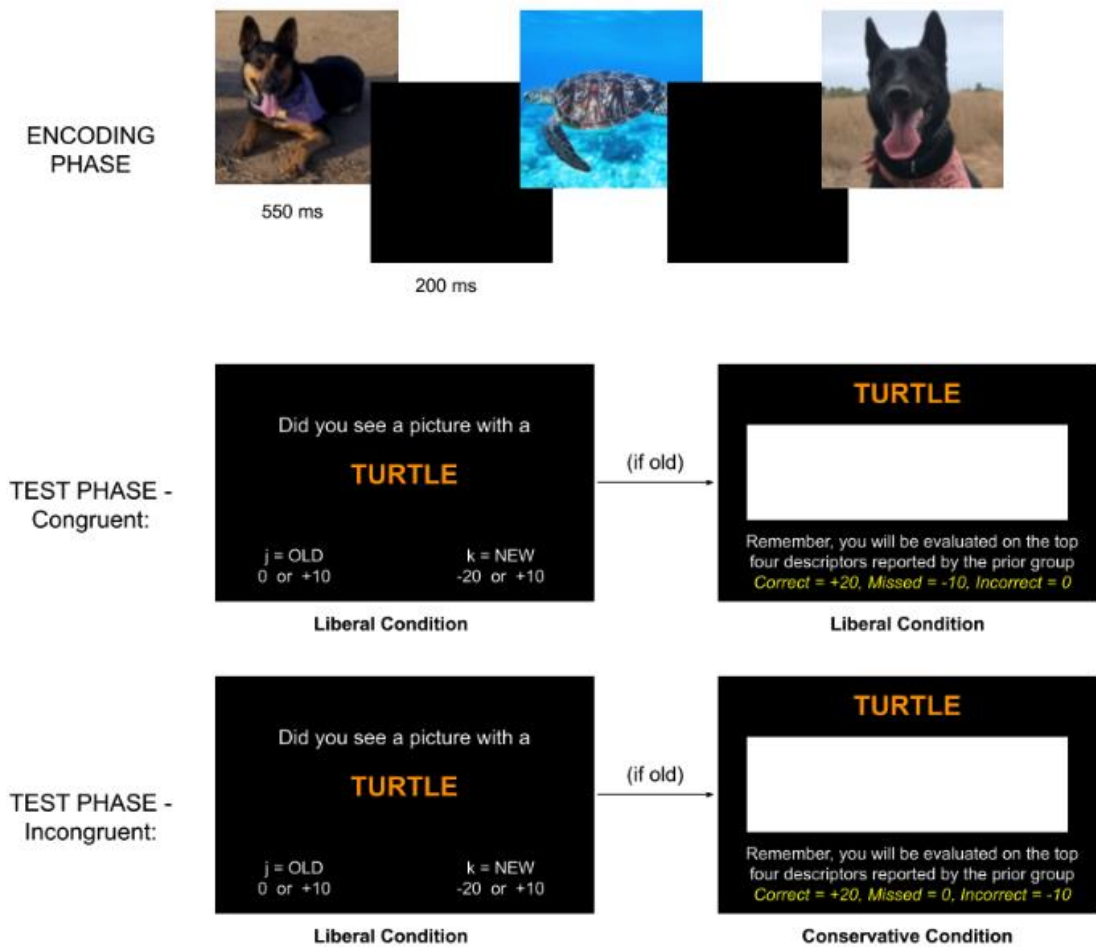 ENCODING
PHASE
550 ms
200 ms
TEST PHASE -
Congruent:
Did you see a picture with a
TURTLE
j = OLD
0 or +10
k = NEW
-20 or +10
Liberal Condition
(if old)
TURTLE
Remember, you will be evaluated on the top
four descriptors reported by the prior group
Correct = +20, Missed = -10, Incorrect = 0
Liberal Condition
TEST PHASE -
Incongruent:
Did you see a picture with a
TURTLE
j = OLD
0 or +10
k = NEW
-20 or +10
Liberal Condition
(if old)
TURTLE
Remember, you will be evaluated on the top
four descriptors reported by the prior group
Correct = +20, Missed = 0, Incorrect = -10
Conservative Condition